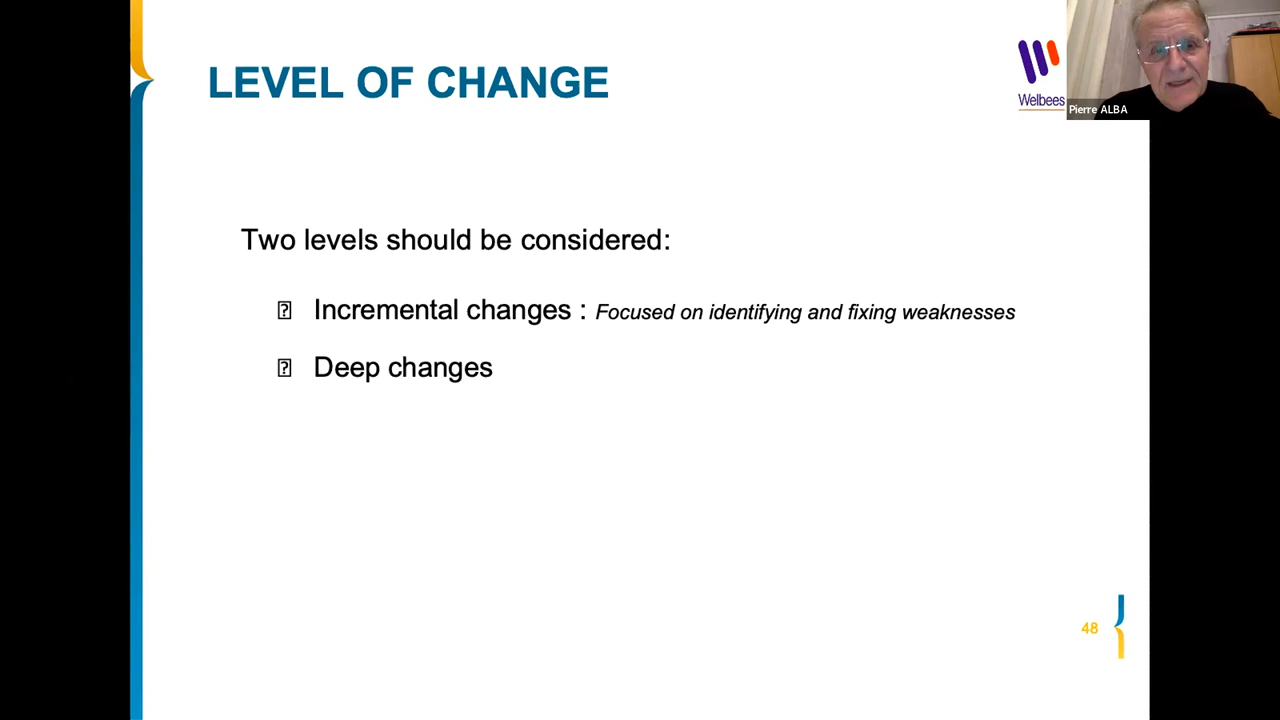 LEVEL OF CHANGE
Welbees
Pierre ALBA
Two levels should be considered:
Incremental changes : Focused on identifying and fixing weaknesses
Deep changes
48